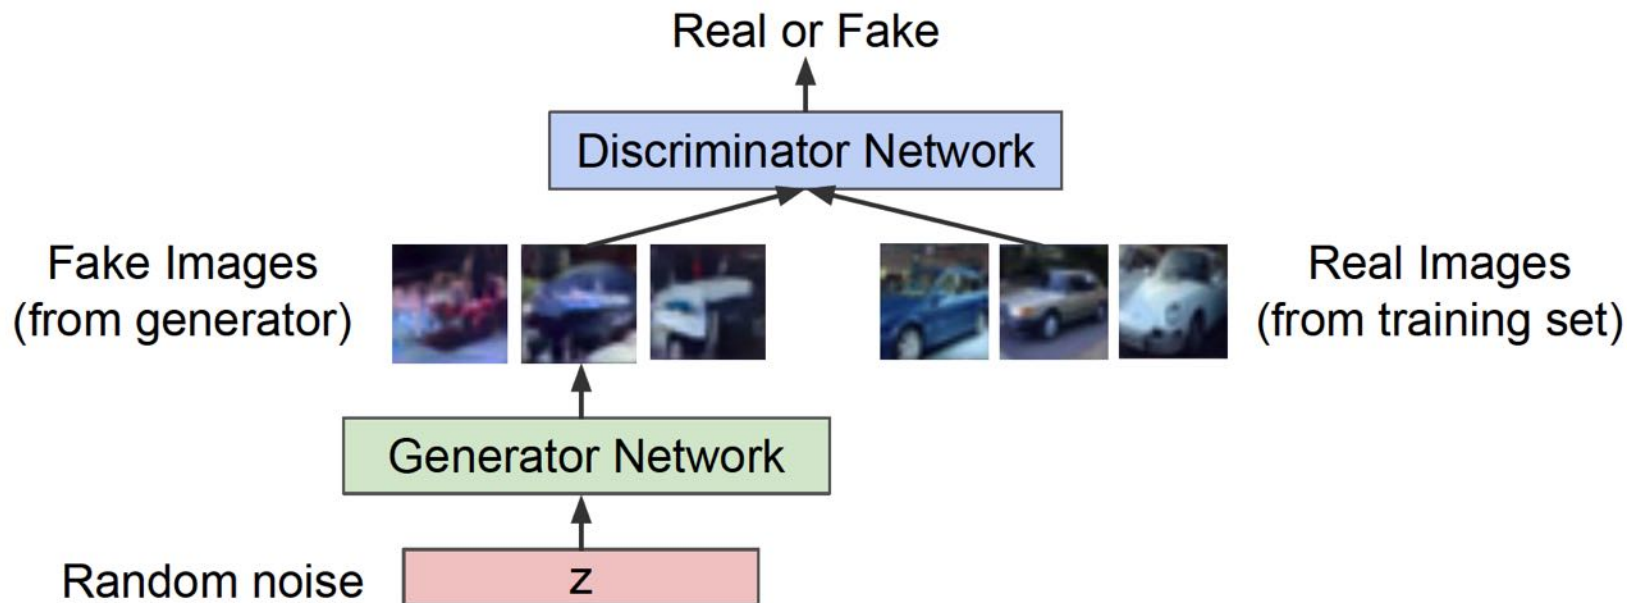 Real or Fake
Discriminator Network
Fake Images
(from generator)
Real Images
(from training set)
Generator Network
Random noise
z